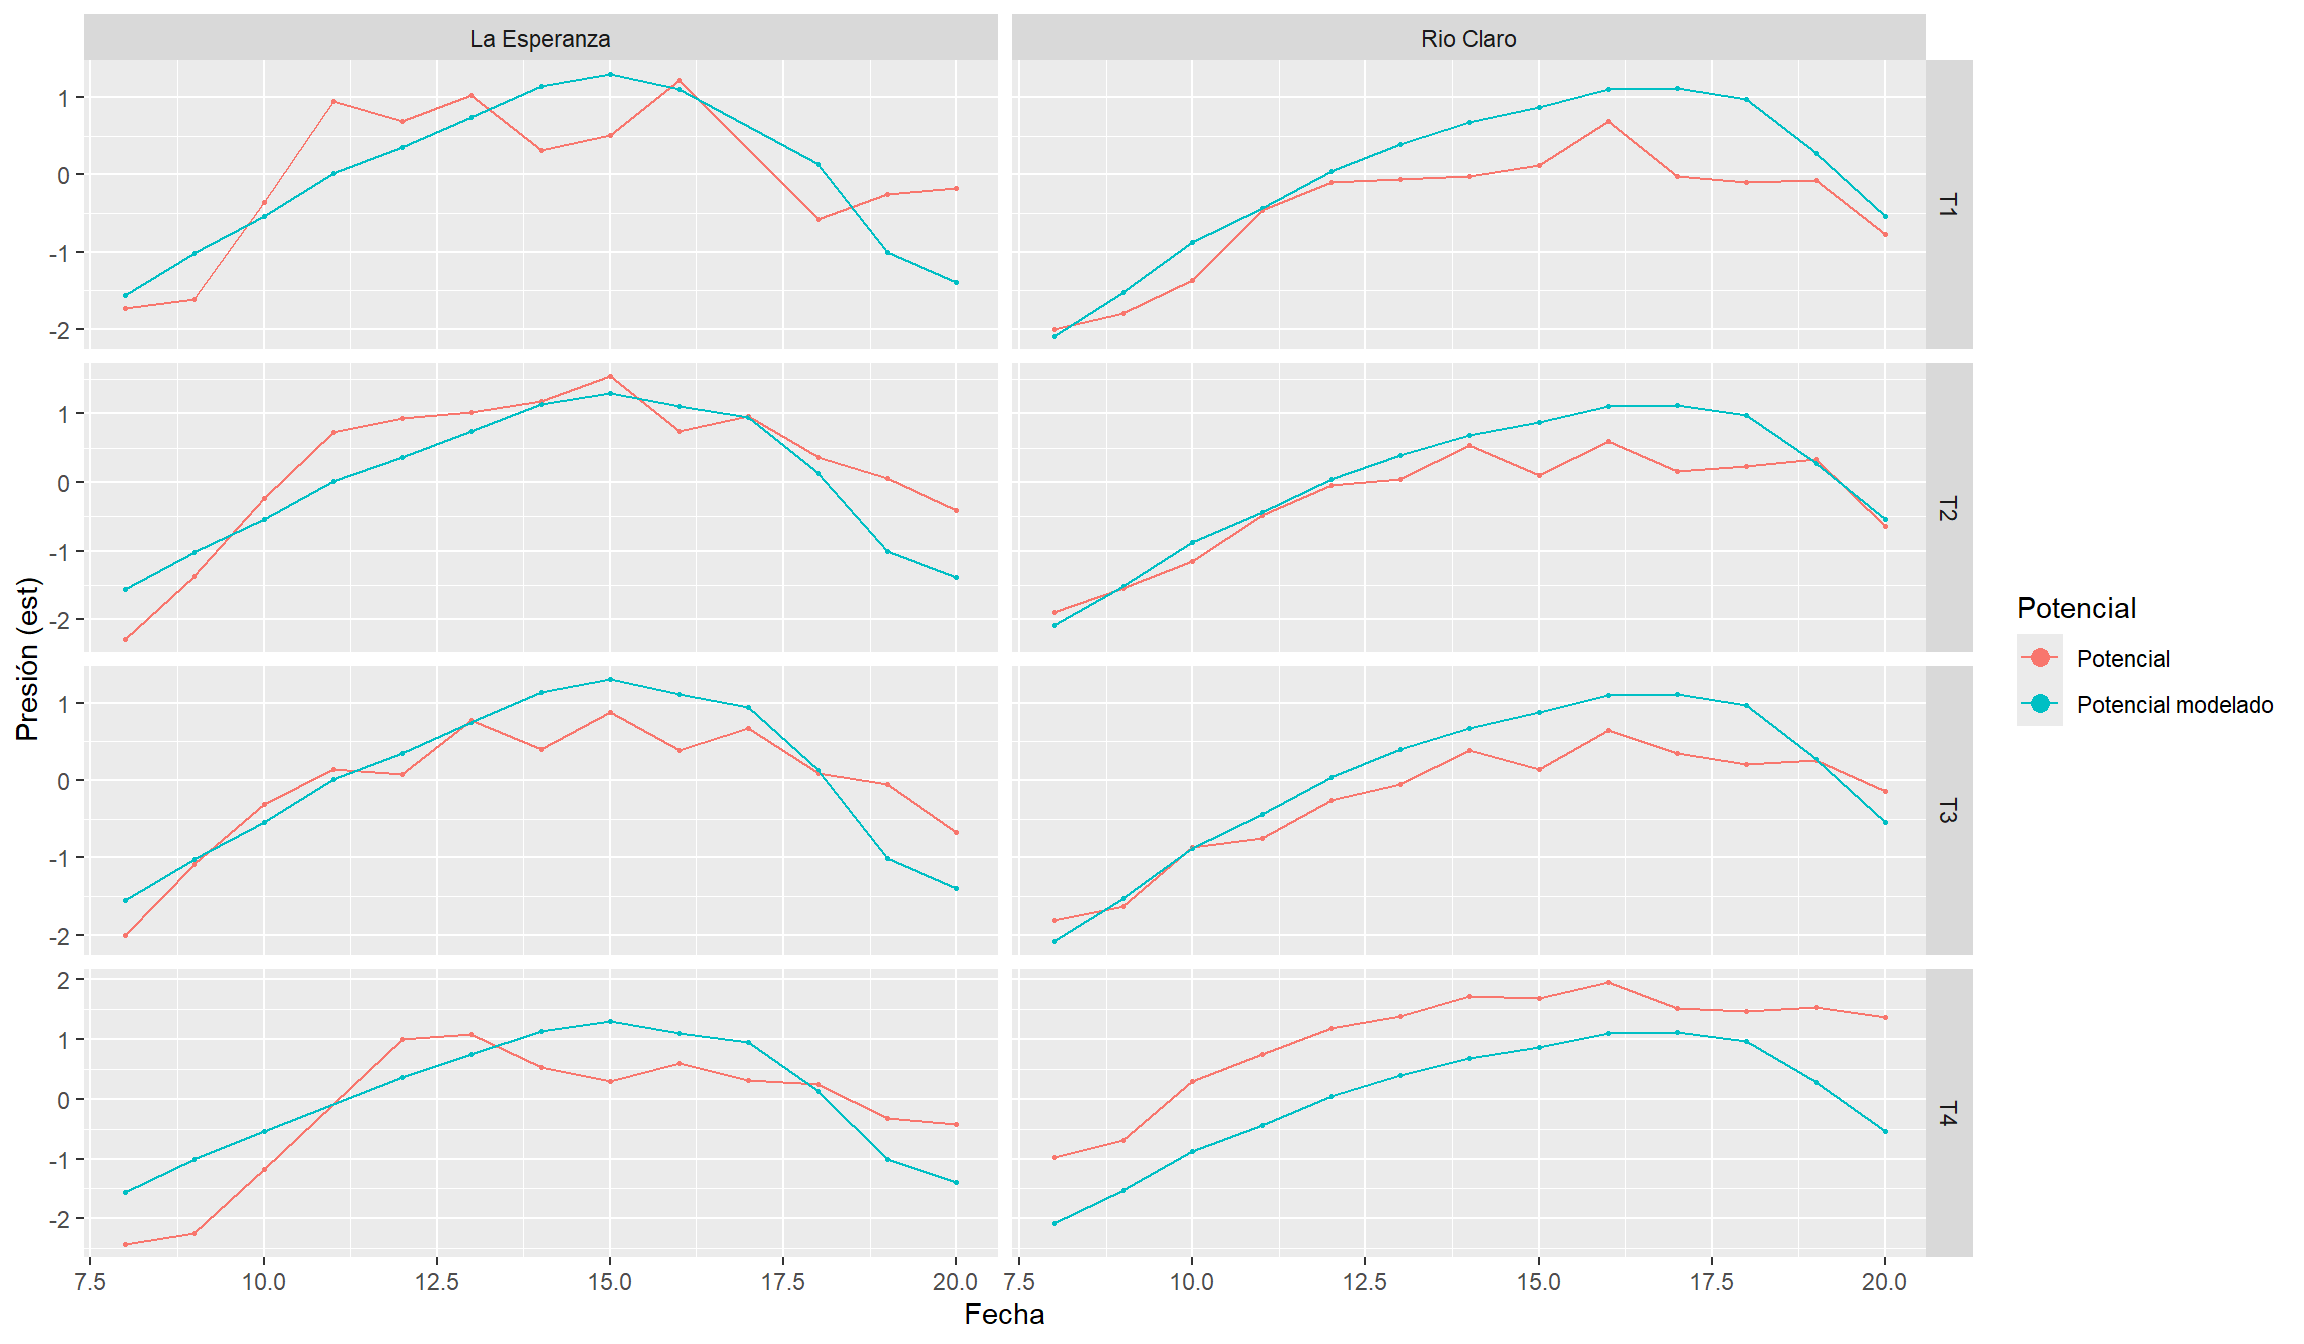 La Esperanza
Rio Claro
1
0
-1
-2
T1
1
0
-1
-2
T2
1
0
-1
-2
T3
2
1
0
-1
-2
T4
7.5 10.0 12.5 15.0 17.5 20.0
7.5 10.0 12.5 15.0 17.5 20.0
Fecha
Presión (est)
Potencial
Potencial
Potencial modelado